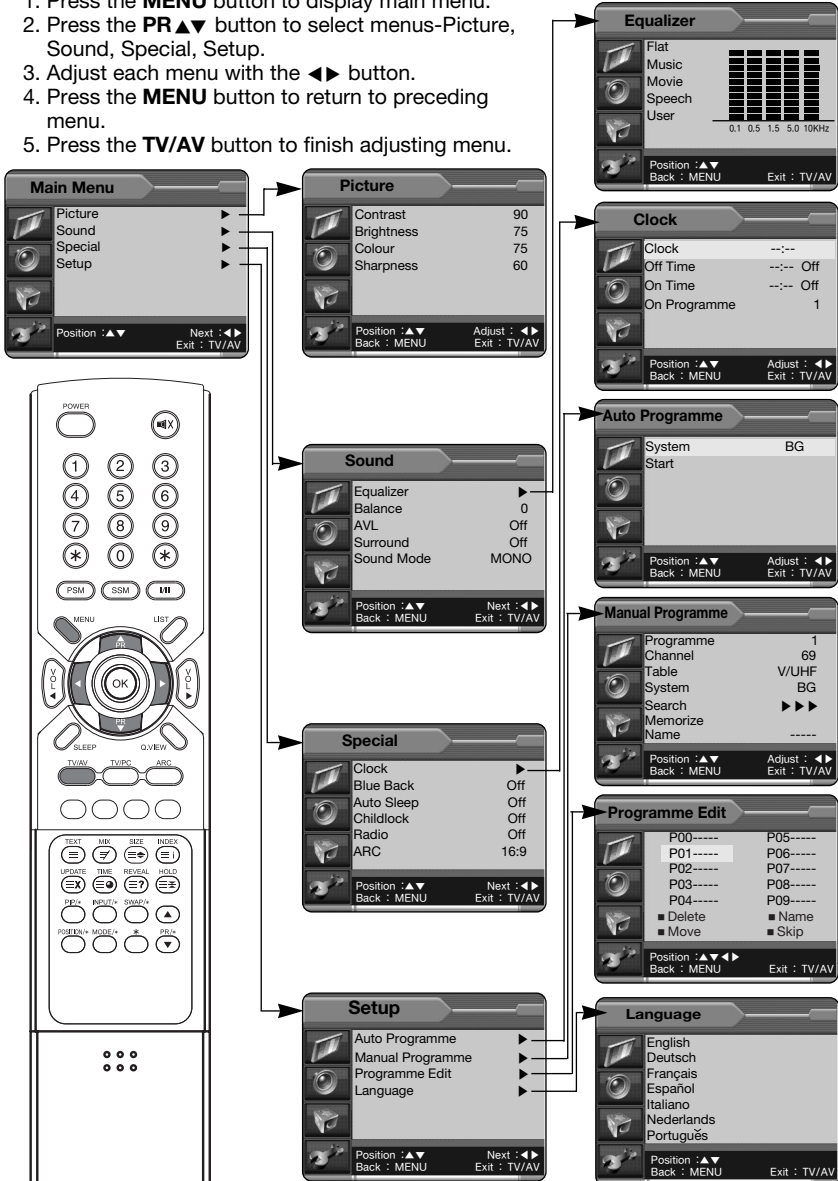 1. Press the MENU button to display main menu.
2. Press the PR▲▼ button to select menus-Picture,
Sound, Special, Setup.
3. Adjust each menu with the ◀▶ button.
4. Press the MENU button to return to preceding
menu.
5. Press the TV/AV button to finish adjusting menu.
Main Menu
Picture ▶
Sound ▶
Special ▶
Setup ▶
Position :▲▼ Next :◀▶
Exit : TV/AV
Picture
Contrast 90
Brightness 75
Colour 75
Sharpness 60
Position :▲▼ Adjust : ◀▶
Back : MENU Exit : TV/AV
Sound
Equalizer ▶
Balance 0
AVL Off
Surround Off
Sound Mode MONO
Position :▲▼ Next :◀▶
Back : MENU Exit : TV/AV
Special
Clock ▶
Blue Back Off
Auto Sleep Off
Childlock Off
Radio Off
ARC 16:9
Position :▲▼ Next :◀▶
Back : MENU Exit : TV/AV
Setup
Auto Programme ▶
Manual Programme ▶
Programme Edit ▶
Language ▶
Position :▲▼ Next :◀▶
Back : MENU Exit : TV/AV
Equalizer
Flat
Music
Movie
Speech
User
0.1 0.5 1.5 5.0 10KHz
Position :▲▼
Back : MENU Exit : TV/AV
Clock
Clock --:--
Off Time --:-- Off
On Time --:-- Off
On Programme 1
Position :▲▼ Adjust : ◀▶
Back : MENU Exit : TV/AV
Auto Programme
System BG
Start
Position :▲▼ Adjust : ◀▶
Back : MENU Exit : TV/AV
Manual Programme
Programme 1
Channel 69
Table V/UHF
System BG
Search ▶▶▶
Memorize
Name -----
Position :▲▼ Adjust : ◀▶
Back : MENU Exit : TV/AV
Programme Edit
P00----- P05-----
P01----- P06-----
P02----- P07-----
P03----- P08-----
P04----- P09-----
■ Delete ■ Name
■ Move ■ Skip
Position :▲▼◀▶
Back : MENU Exit : TV/AV
Language
English
Deutsch
Français
Español
Italiano
Nederlands
Portuguěs
Position :▲▼
Back : MENU Exit : TV/AV
POWER
X
1 2 3
4 5 6
7 8 9
* 0 *
PSM SSM I/II
MENU LIST
PR
VOL OK VOL
PR
SLEEP Q.VIEW
TV/AV TV/PC ARC
TEXT MIX SIZE INDEX
i
UPDATE TIME REVEAL HOLD
X ?
PIP/* INPUT/* SWAP/*
POSITION/* MODE/* * PR/*